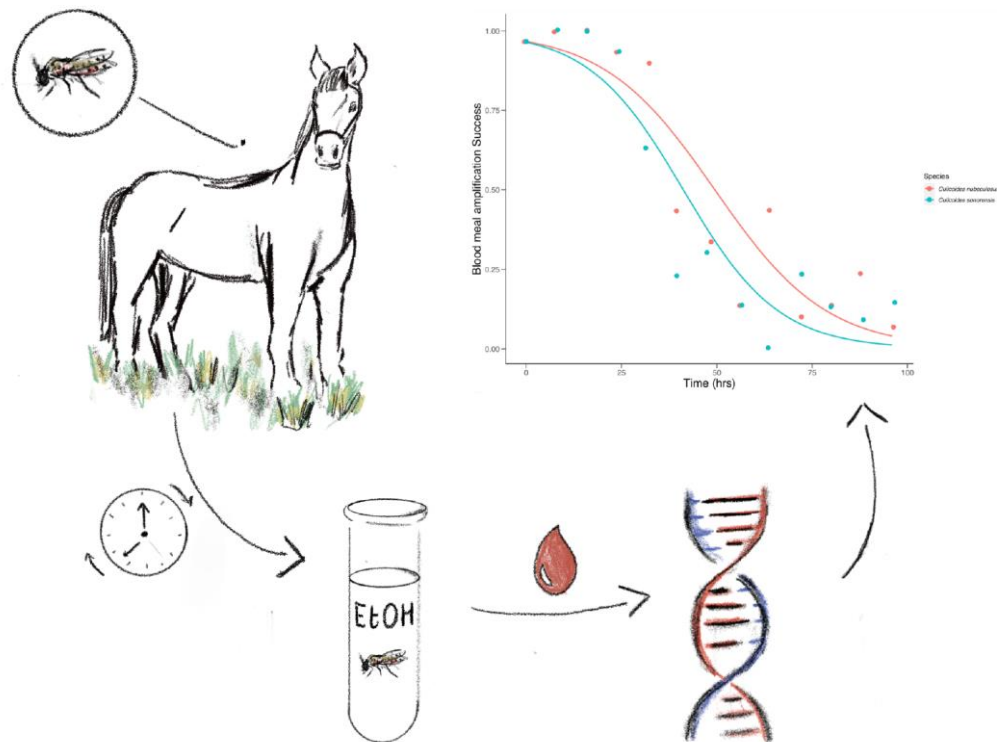 1.00
0.75
0.50
0.25
0.00
Blood meal amplification Success
0
25
50
75
100
Time (hrs)
Species
Culicoides nubeculosus
Culicoides sonorensis
EtOH